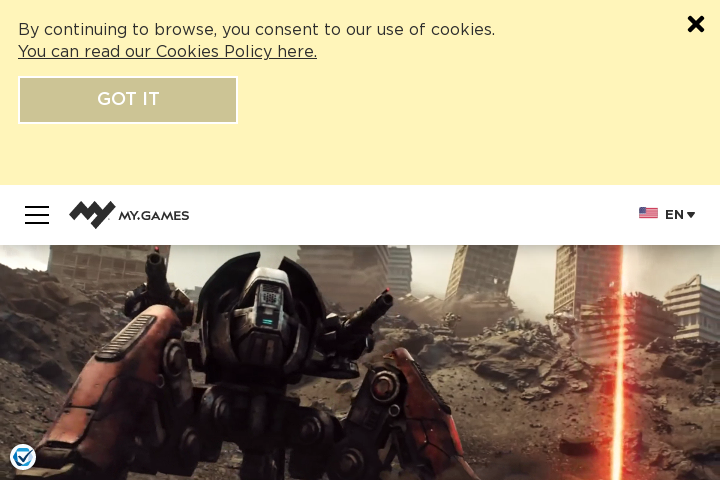 By continuing to browse, you consent to our use of cookies.
You can read our Cookies Policy here.
GOT IT
MY.GAMES
EN